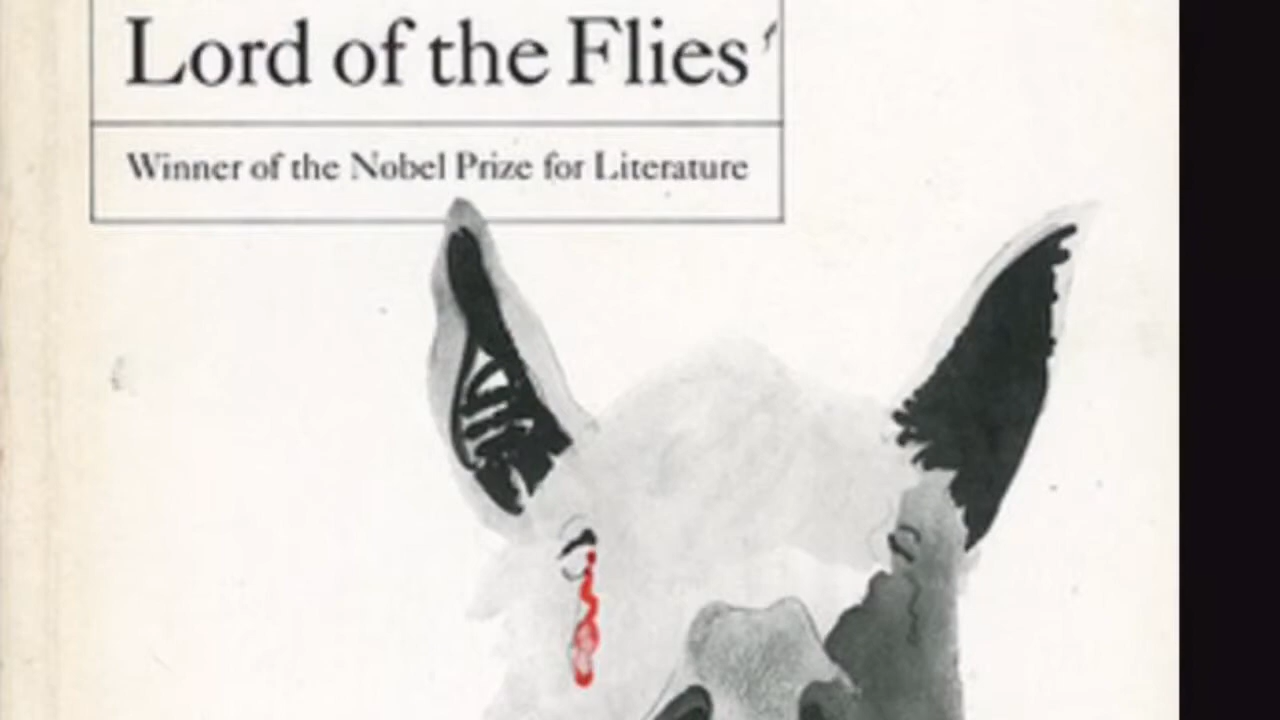 Lord of the Flies
Winner of the Nobel Prize for Literature